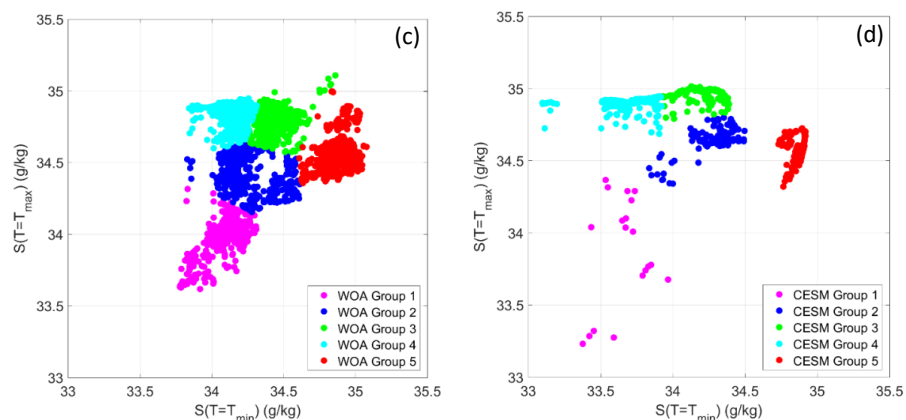 (c)
35.5
35
34.5
34
33.5
33
S(T=T_max) (g/kg)
33 33.5 34 34.5 35 35.5
S(T=T_min) (g/kg)
WOA Group 1
WOA Group 2
WOA Group 3
WOA Group 4
WOA Group 5
(d)
35.5
35
34.5
34
33.5
33
S(T=T_max) (g/kg)
33 33.5 34 34.5 35 35.5
S(T=T_min) (g/kg)
CESM Group 1
CESM Group 2
CESM Group 3
CESM Group 4
CESM Group 5